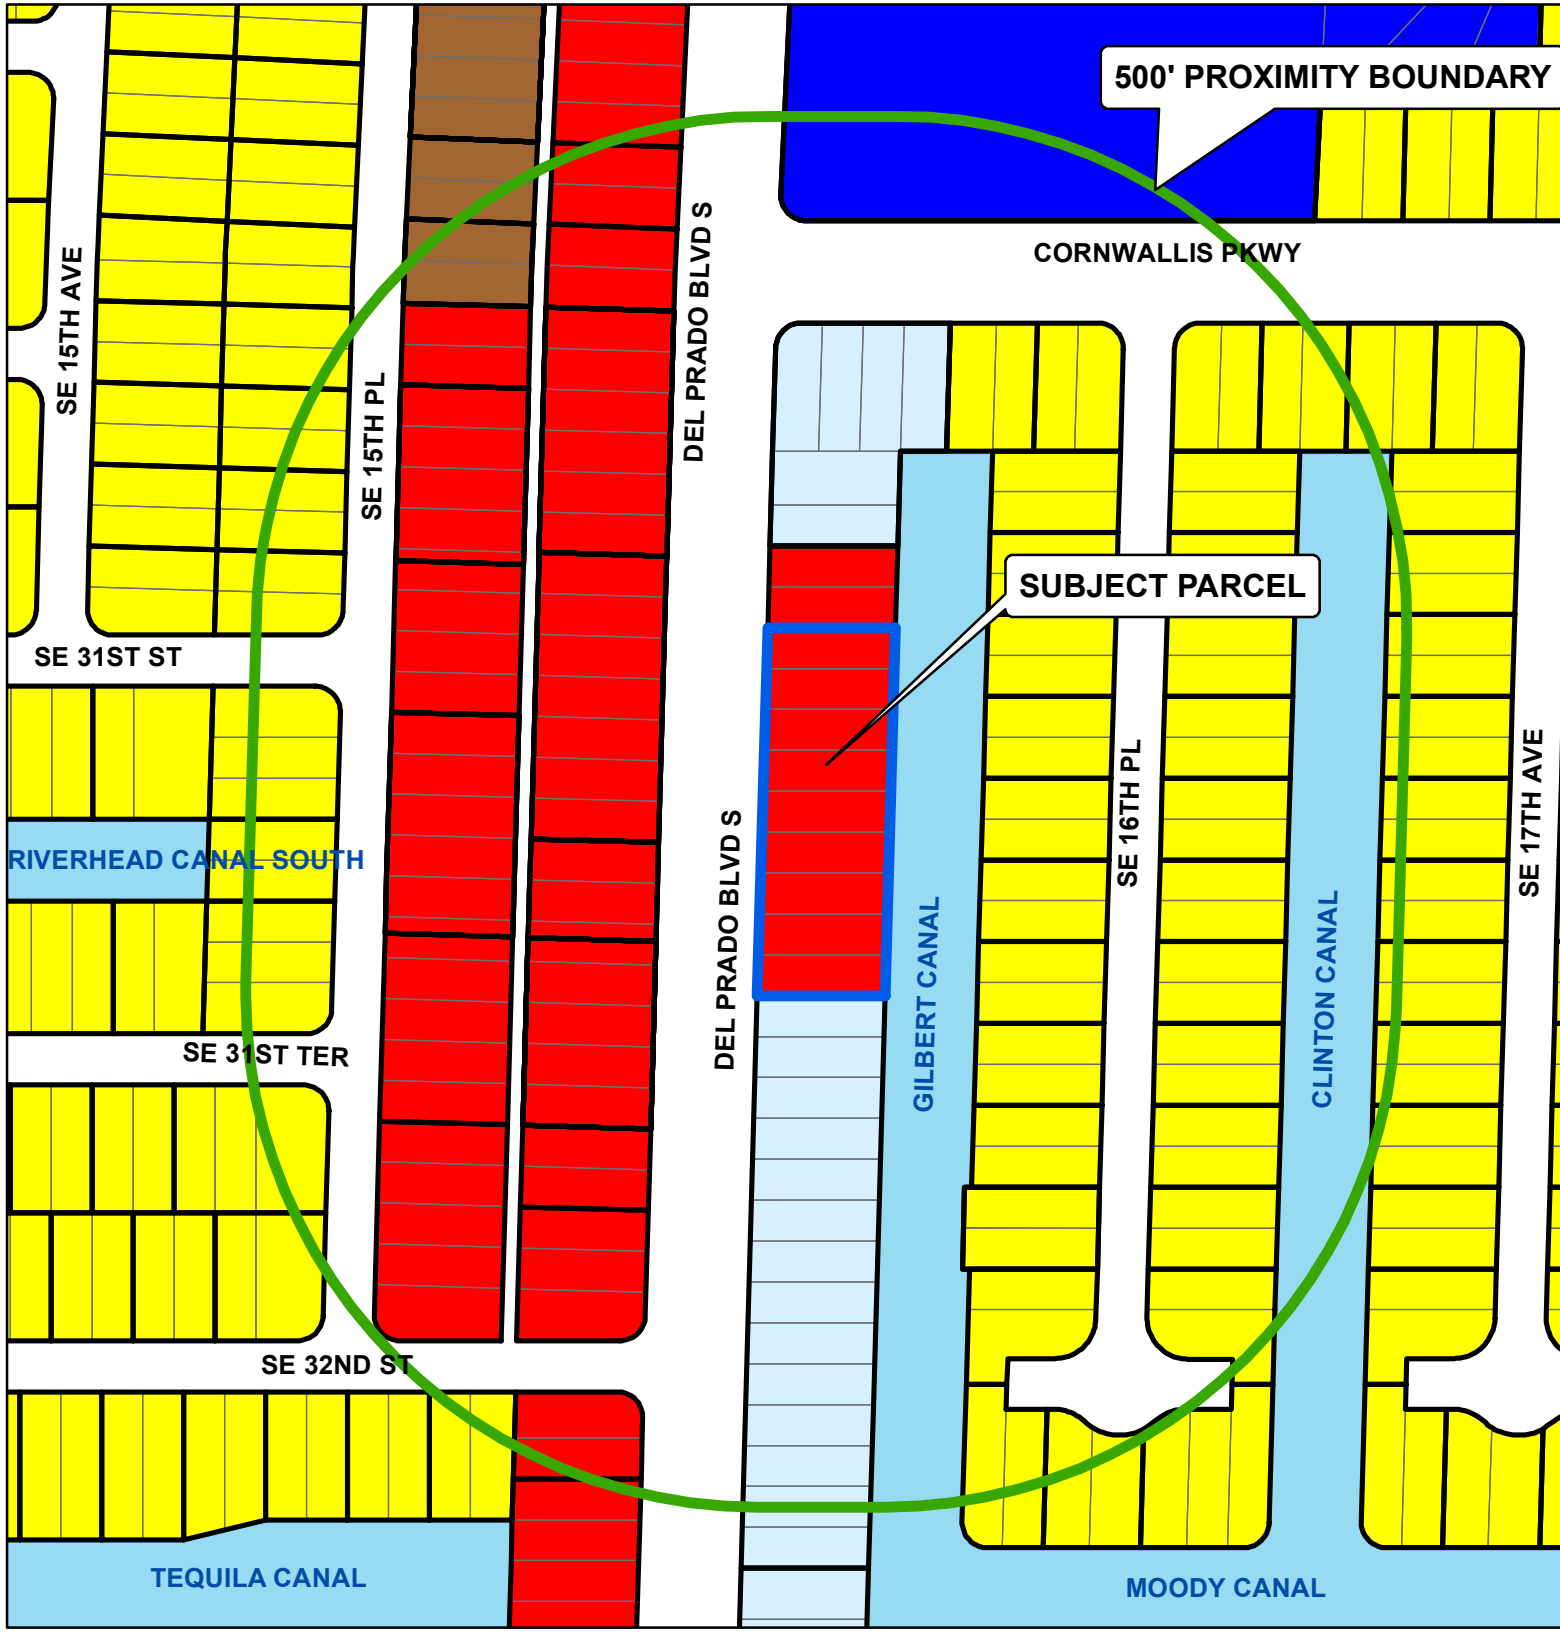 500' PROXIMITY BOUNDARY
CORNWALLIS PKWY
DEL PRADO BLVD S
SE 15TH AVE
SE 15TH PL
SUBJECT PARCEL
SE 31ST ST
SE 16TH PL
SE 17TH AVE
RIVERHEAD CANAL SOUTH
DEL PRADO BLVD S
GILBERT CANAL
CLINTON CANAL
SE 31ST TER
SE 32ND ST
TEQUILA CANAL
MOODY CANAL